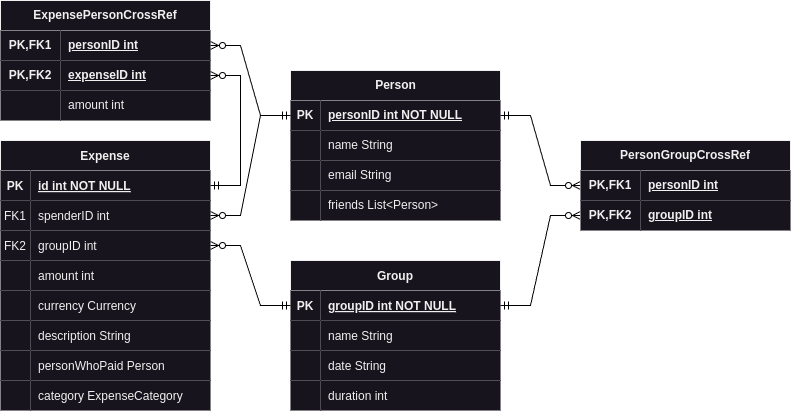 ExpensePersonCrossRef
PK,FK1 personID int
PK,FK2 expenseID int
amount int
Expense
PK id int NOT NULL
FK1 spenderID int
FK2 groupID int
amount int
currency Currency
description String
personWhoPaid Person
category ExpenseCategory
Person
PK personID int NOT NULL
name String
email String
friends List<Person>
Group
PK groupID int NOT NULL
name String
date String
duration int
PersonGroupCrossRef
PK,FK1 personID int
PK,FK2 groupID int